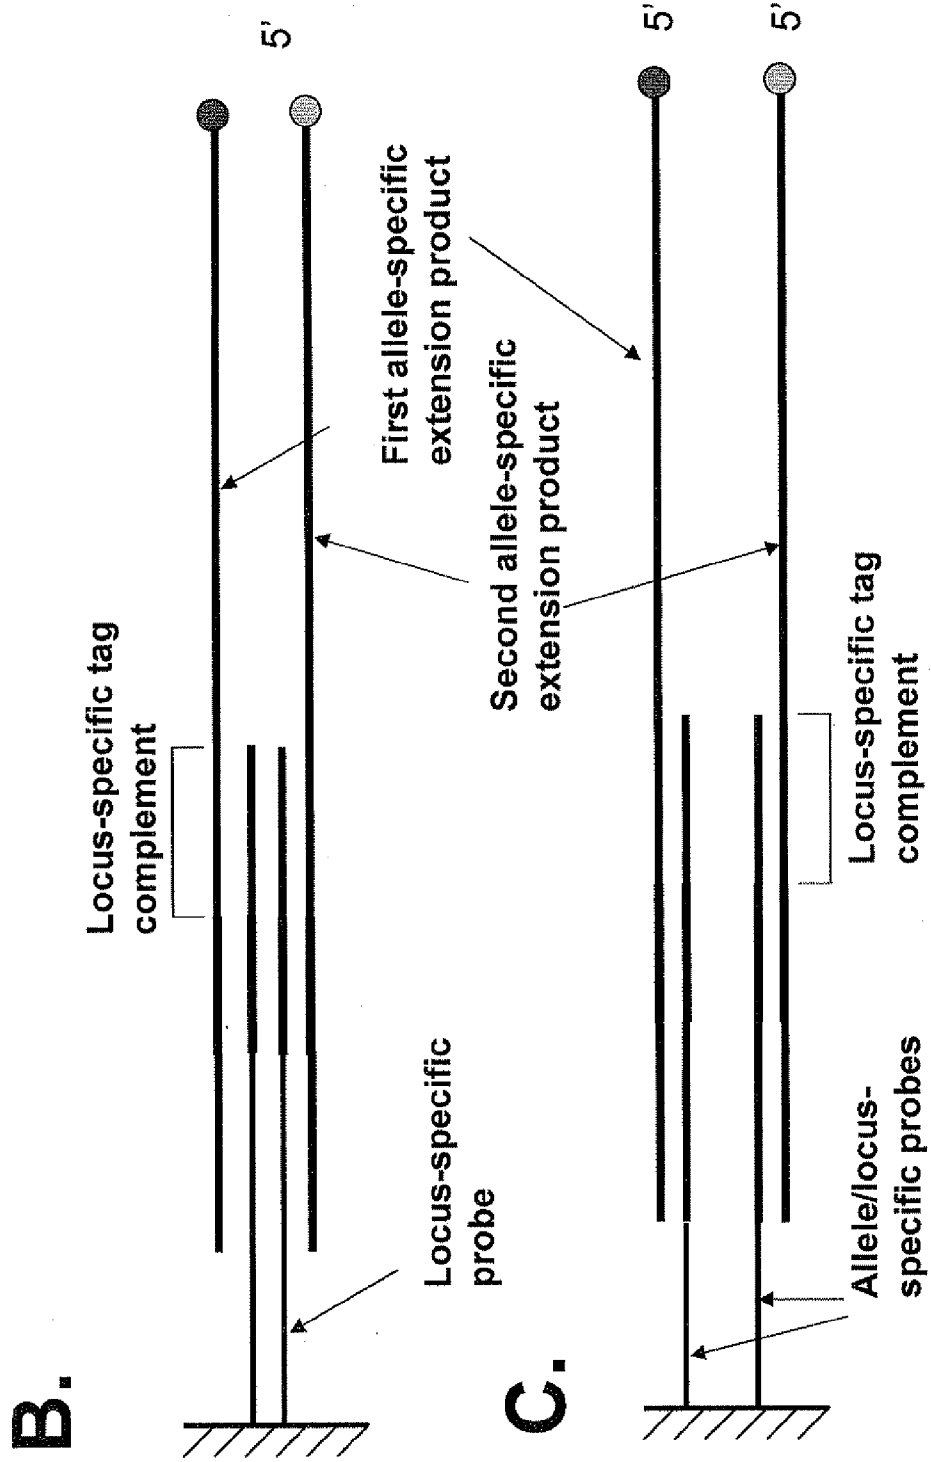 B.
Locus-specific tag
complement
5'
Locus-specific
probe
First allele-specific
extension product
Second allele-specific
extension product
C.
5'
5'
Allele/locus-
specific probes
Locus-specific tag
complement